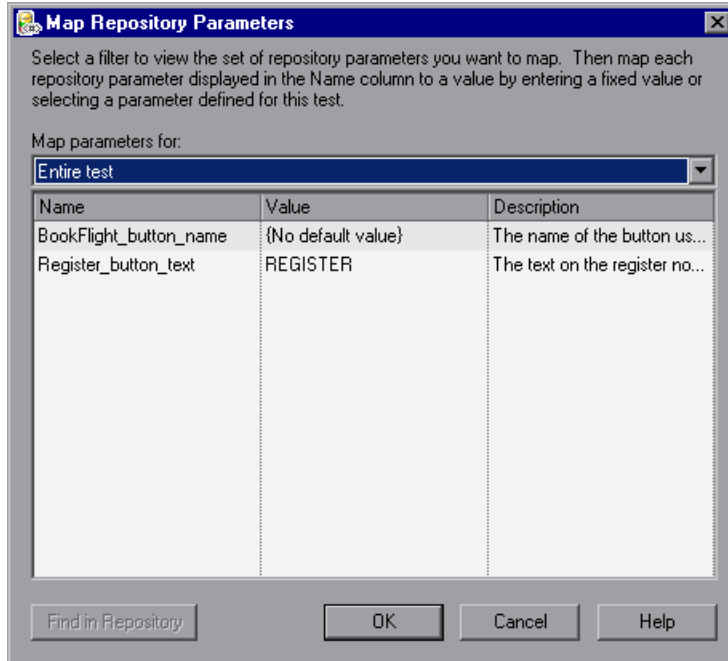 Map Repository Parameters
Select a filter to view the set of repository parameters you want to map. Then map each
repository parameter displayed in the Name column to a value by entering a fixed value or
selecting a parameter defined for this test.
Map parameters for:
Entire test
Name Value Description
BookFlight_button_name {No default value} The name of the button us...
Register_button_text REGISTER The text on the register no...
Find in Repository OK Cancel Help